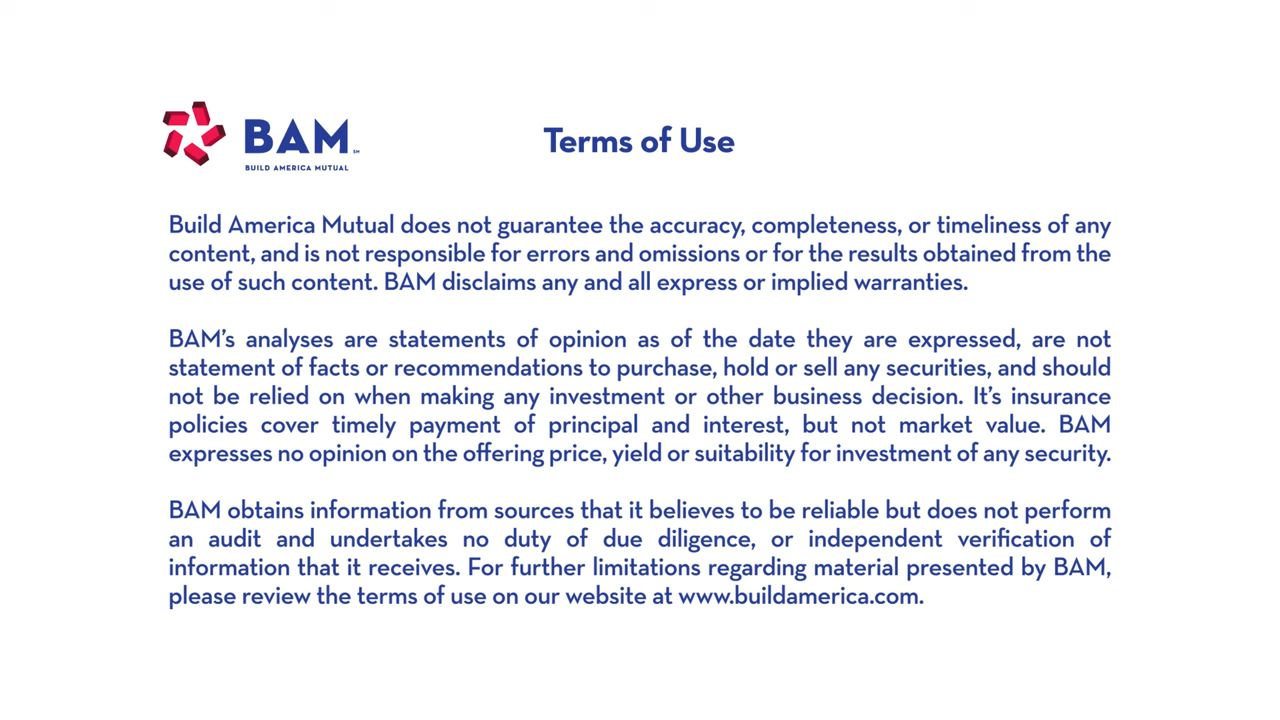 BAM SM
BUILD AMERICA MUTUAL
Terms of Use
Build America Mutual does not guarantee the accuracy, completeness, or timeliness of any
content, and is not responsible for errors and omissions or for the results obtained from the
use of such content. BAM disclaims any and all express or implied warranties.
BAM’s analyses are statements of opinion as of the date they are expressed, are not
statement of facts or recommendations to purchase, hold or sell any securities, and should
not be relied on when making any investment or other business decision. It’s insurance
policies cover timely payment of principal and interest, but not market value. BAM
expresses no opinion on the offering price, yield or suitability for investment of any security.
BAM obtains information from sources that it believes to be reliable but does not perform
an audit and undertakes no duty of due diligence, or independent verification of
information that it receives. For further limitations regarding material presented by BAM,
please review the terms of use on our website at www.buildamerica.com.